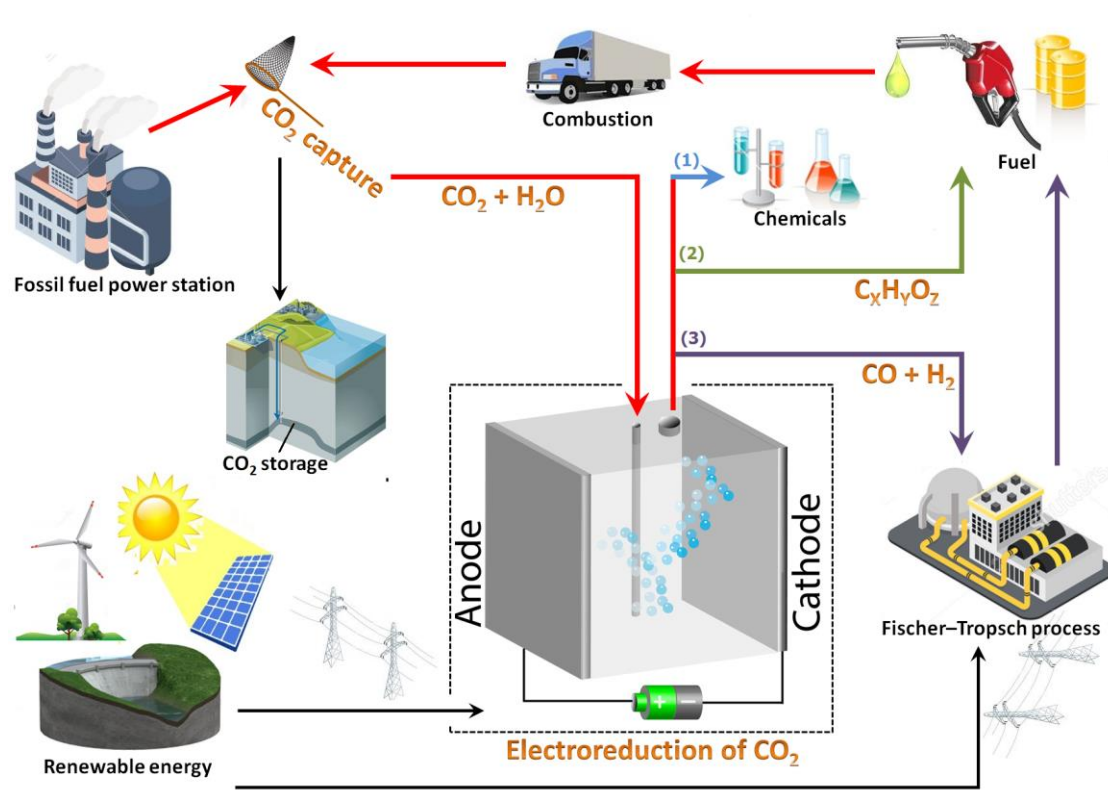 Combustion
Fuel
CO₂ capture
(1)
CO₂ + H₂O
Chemicals
Fossil fuel power station
(2)
CₓHᵧO_Z
(3)
CO + H₂
CO₂ storage
Anode
Cathode
Fischer–Tropsch process
+
−
Electroreduction of CO₂
Renewable energy